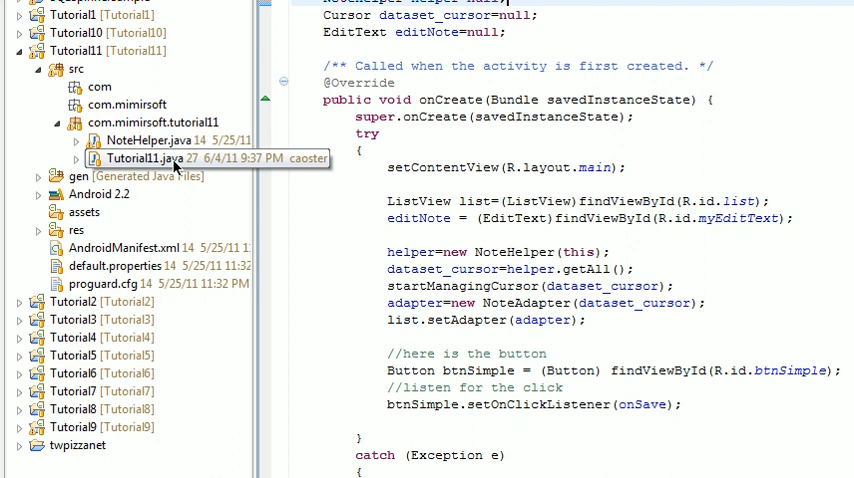 Tutorial1 [Tutorial1]
Tutorial10 [Tutorial10]
Tutorial11 [Tutorial11]
src
com
com.mimirsoft
com.mimirsoft.tutorial11
NoteHelper.java 14 5/25/11
Tutorial11.java 27 6/4/11 9:37 PM caoster
gen [Generated Java Files]
Android 2.2
assets
res
AndroidManifest.xml 14 5/25/11 1
default.properties 14 5/25/11 11:32
proguard.cfg 14 5/25/11 11:32 PM
Tutorial2 [Tutorial2]
Tutorial3 [Tutorial3]
Tutorial4 [Tutorial4]
Tutorial5 [Tutorial5]
Tutorial6 [Tutorial6]
Tutorial7 [Tutorial7]
Tutorial8 [Tutorial8]
Tutorial9 [Tutorial9]
twpizzanet
NoteHelper helper=null;
Cursor dataset_cursor=null;
EditText editNote=null;
/** Called when the activity is first created. */
@Override
public void onCreate(Bundle savedInstanceState) {
super.onCreate(savedInstanceState);
try
{
setContentView(R.layout.main);
ListView list=(ListView)findViewById(R.id.list);
editNote = (EditText)findViewById(R.id.myEditText);
helper=new NoteHelper(this);
dataset_cursor=helper.getAll();
startManagingCursor(dataset_cursor);
adapter=new NoteAdapter(dataset_cursor);
list.setAdapter(adapter);
//here is the button
Button btnSimple = (Button) findViewById(R.id.btnSimple);
//listen for the click
btnSimple.setOnClickListener(onSave);
}
catch (Exception e)
{